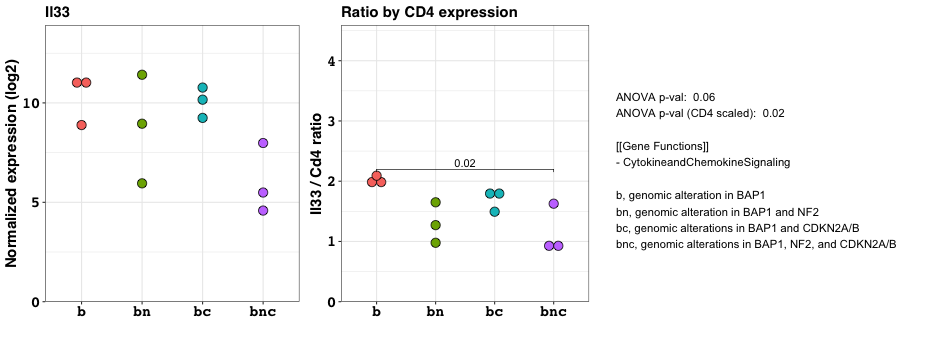 Il33
Normalized expression (log2)
10
5
0
b
bn
bc
bnc
Ratio by CD4 expression
Il33 / Cd4 ratio
4
3
2
1
0
0.02
b
bn
bc
bnc
ANOVA p-val: 0.06
ANOVA p-val (CD4 scaled): 0.02
[[Gene Functions]]
- CytokineandChemokineSignaling
b, genomic alteration in BAP1
bn, genomic alteration in BAP1 and NF2
bc, genomic alterations in BAP1 and CDKN2A/B
bnc, genomic alterations in BAP1, NF2, and CDKN2A/B